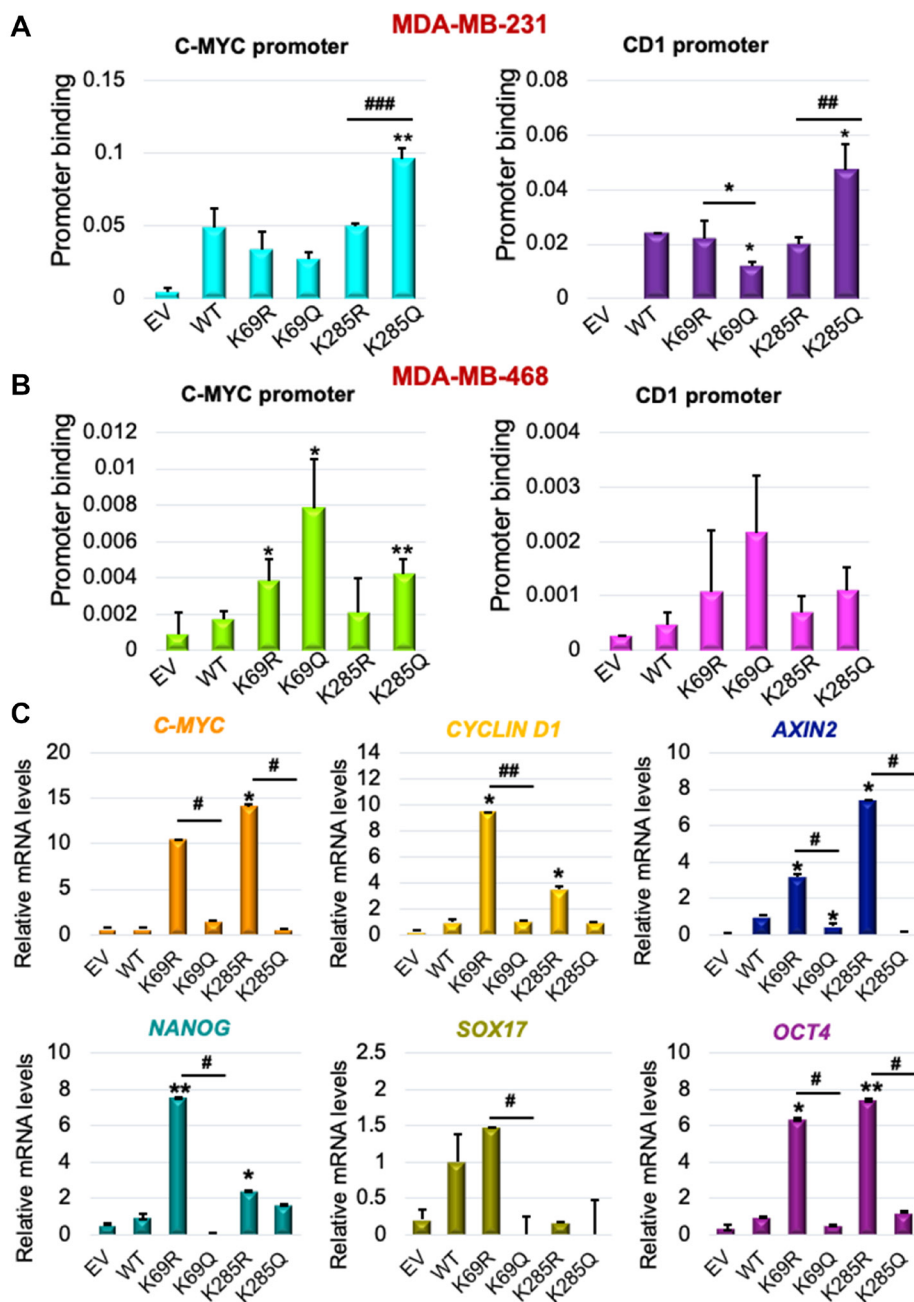 A
MDA-MB-231
C-MYC promoter
CD1 promoter
Promoter binding
0.15
0.1
0.05
0
###
**
EV
WT
K69R
K69Q
K285R
K285Q
Promoter binding
0.08
0.06
0.04
0.02
0
*
*
##
*
EV
WT
K69R
K69Q
K285R
K285Q
B
MDA-MB-468
C-MYC promoter
CD1 promoter
Promoter binding
0.012
0.01
0.008
0.006
0.004
0.002
0
*
*
**
EV
WT
K69R
K69Q
K285R
K285Q
Promoter binding
0.004
0.003
0.002
0.001
0
EV
WT
K69R
K69Q
K285R
K285Q
C
C-MYC
Relative mRNA levels
20
15
10
5
0
#
*
#
EV
WT
K69R
K69Q
K285R
K285Q
CYCLIN D1
Relative mRNA levels
14
12
10
8
6
4
2
0
##
*
*
EV
WT
K69R
K69Q
K285R
K285Q
AXIN2
Relative mRNA levels
10
8
6
4
2
0
#
*
*
*
#
EV
WT
K69R
K69Q
K285R
K285Q
NANOG
Relative mRNA levels
10
8
6
4
2
0
#
**
*
EV
WT
K69R
K69Q
K285R
K285Q
SOX17
Relative mRNA levels
2.5
2
1.5
1
0.5
0
#
EV
WT
K69R
K69Q
K285R
K285Q
OCT4
Relative mRNA levels
10
8
6
4
2
0
#
*
**
#
EV
WT
K69R
K69Q
K285R
K285Q